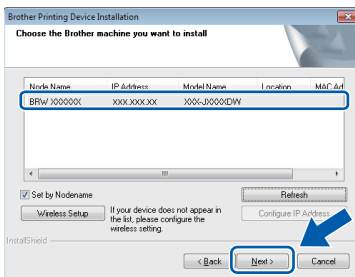 Brother Printing Device Installation
Choose the Brother machine you want to install
Node Name IP Address Model Name Location MAC Ad
BRW XXXXXX XXX.XXX.XX XXX-JXXXXDW
Set by Nodename
Refresh
Wireless Setup
If your device does not appear in
the list, please configure the
wireless setting.
Configure IP Address
InstallShield
< Back
Next >
Cancel